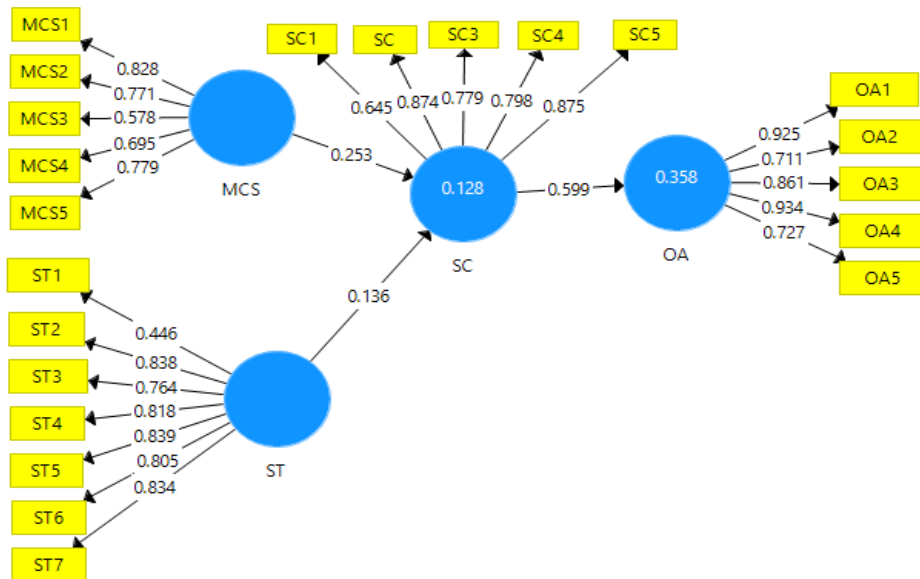 MCS1
MCS2
MCS3
MCS4
MCS5
0.828
0.771
0.578
0.695
0.779
MCS
0.253
SC1
SC
SC3
SC4
SC5
0.645
0.874
0.779
0.798
0.875
0.128
SC
0.599
0.358
OA
0.925
0.711
0.861
0.934
0.727
OA1
OA2
OA3
OA4
OA5
0.136
ST1
ST2
ST3
ST4
ST5
ST6
ST7
0.446
0.838
0.764
0.818
0.839
0.805
0.834
ST